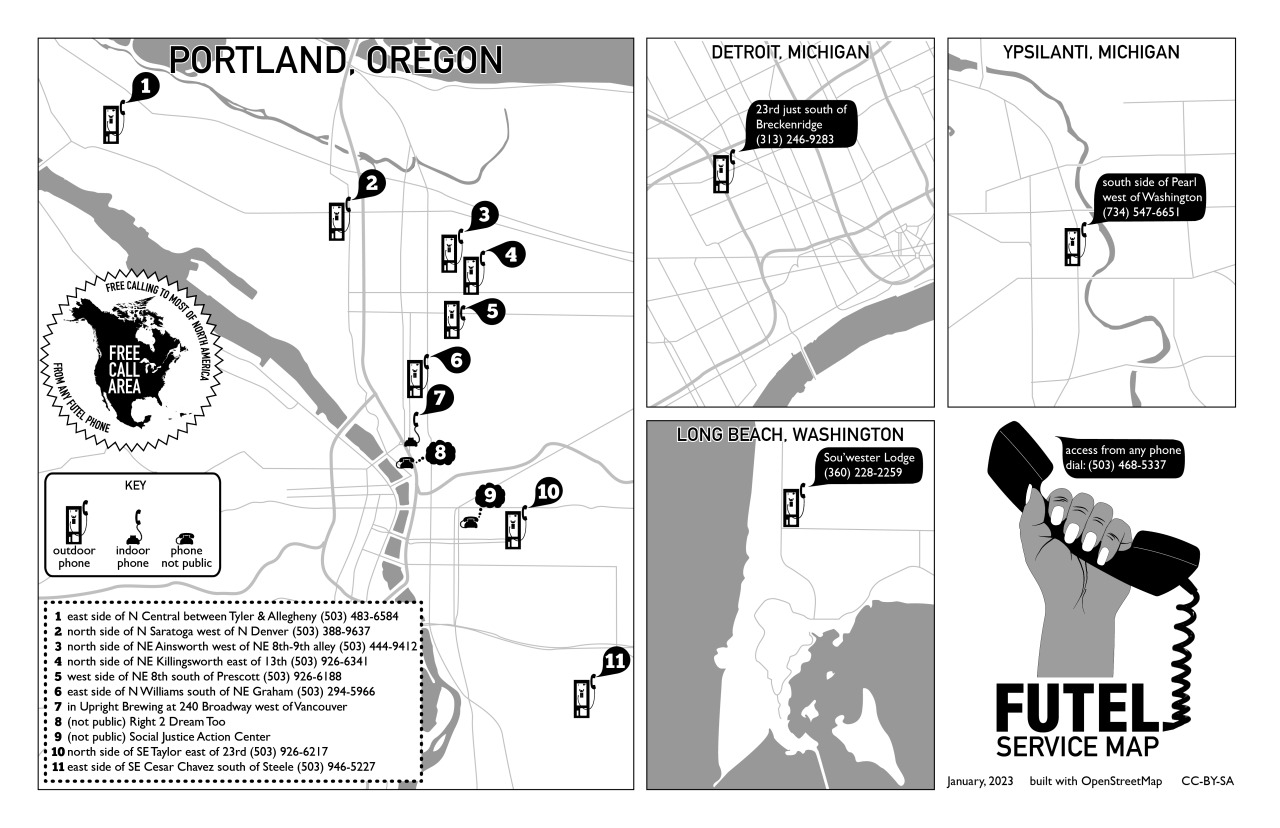 PORTLAND, OREGON
1
2
3
4
5
6
7
8
9
10
11
FREE CALLING TO MOST OF NORTH AMERICA
FREE
CALL
AREA
FROM ANY FUTEL PHONE
KEY
outdoor
phone
indoor
phone
phone
not public
1 east side of N Central between Tyler & Allegheny (503) 483-6584
2 north side of N Saratoga west of N Denver (503) 388-9637
3 north side of NE Ainsworth west of NE 8th-9th alley (503) 444-9412
4 north side of NE Killingsworth east of 13th (503) 926-6341
5 west side of NE 8th south of Prescott (503) 926-6188
6 east side of N Williams south of NE Graham (503) 294-5966
7 in Upright Brewing at 240 Broadway west of Vancouver
8 (not public) Right 2 Dream Too
9 (not public) Social Justice Action Center
10 north side of SE Taylor east of 23rd (503) 926-6217
11 east side of SE Cesar Chavez south of Steele (503) 946-5227
DETROIT, MICHIGAN
23rd just south of
Breckenridge
(313) 246-9283
YPSILANTI, MICHIGAN
south side of Pearl
west of Washington
(734) 547-6651
LONG BEACH, WASHINGTON
Sou'wester Lodge
(360) 228-2259
access from any phone
dial: (503) 468-5337
FUTEL
SERVICE MAP
January, 2023 built with OpenStreetMap CC-BY-SA